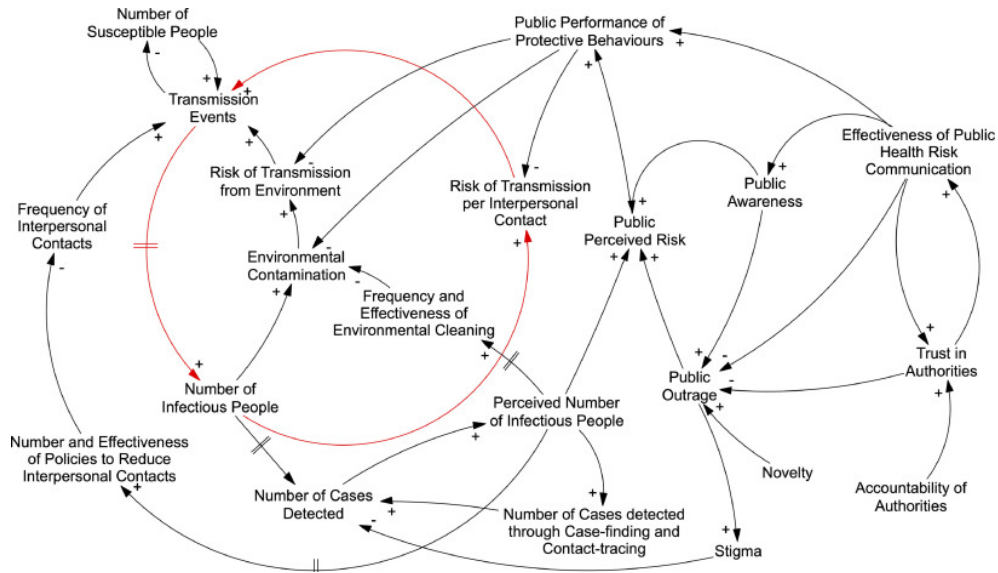 Number of
Susceptible People
Public Performance of
Protective Behaviours
Transmission
Events
Effectiveness of Public
Health Risk
Communication
Risk of Transmission
from Environment
Risk of Transmission
per Interpersonal
Contact
Public
Awareness
Frequency of
Interpersonal
Contacts
Public
Perceived Risk
Environmental
Contamination
Frequency and
Effectiveness of
Environmental Cleaning
Trust in
Authorities
Number of
Infectious People
Perceived Number
of Infectious People
Public
Outrage
Number and Effectiveness
of Policies to Reduce
Interpersonal Contacts
Novelty
Accountability of
Authorities
Number of Cases
Detected
Number of Cases detected
through Case-finding and
Contact-tracing
Stigma